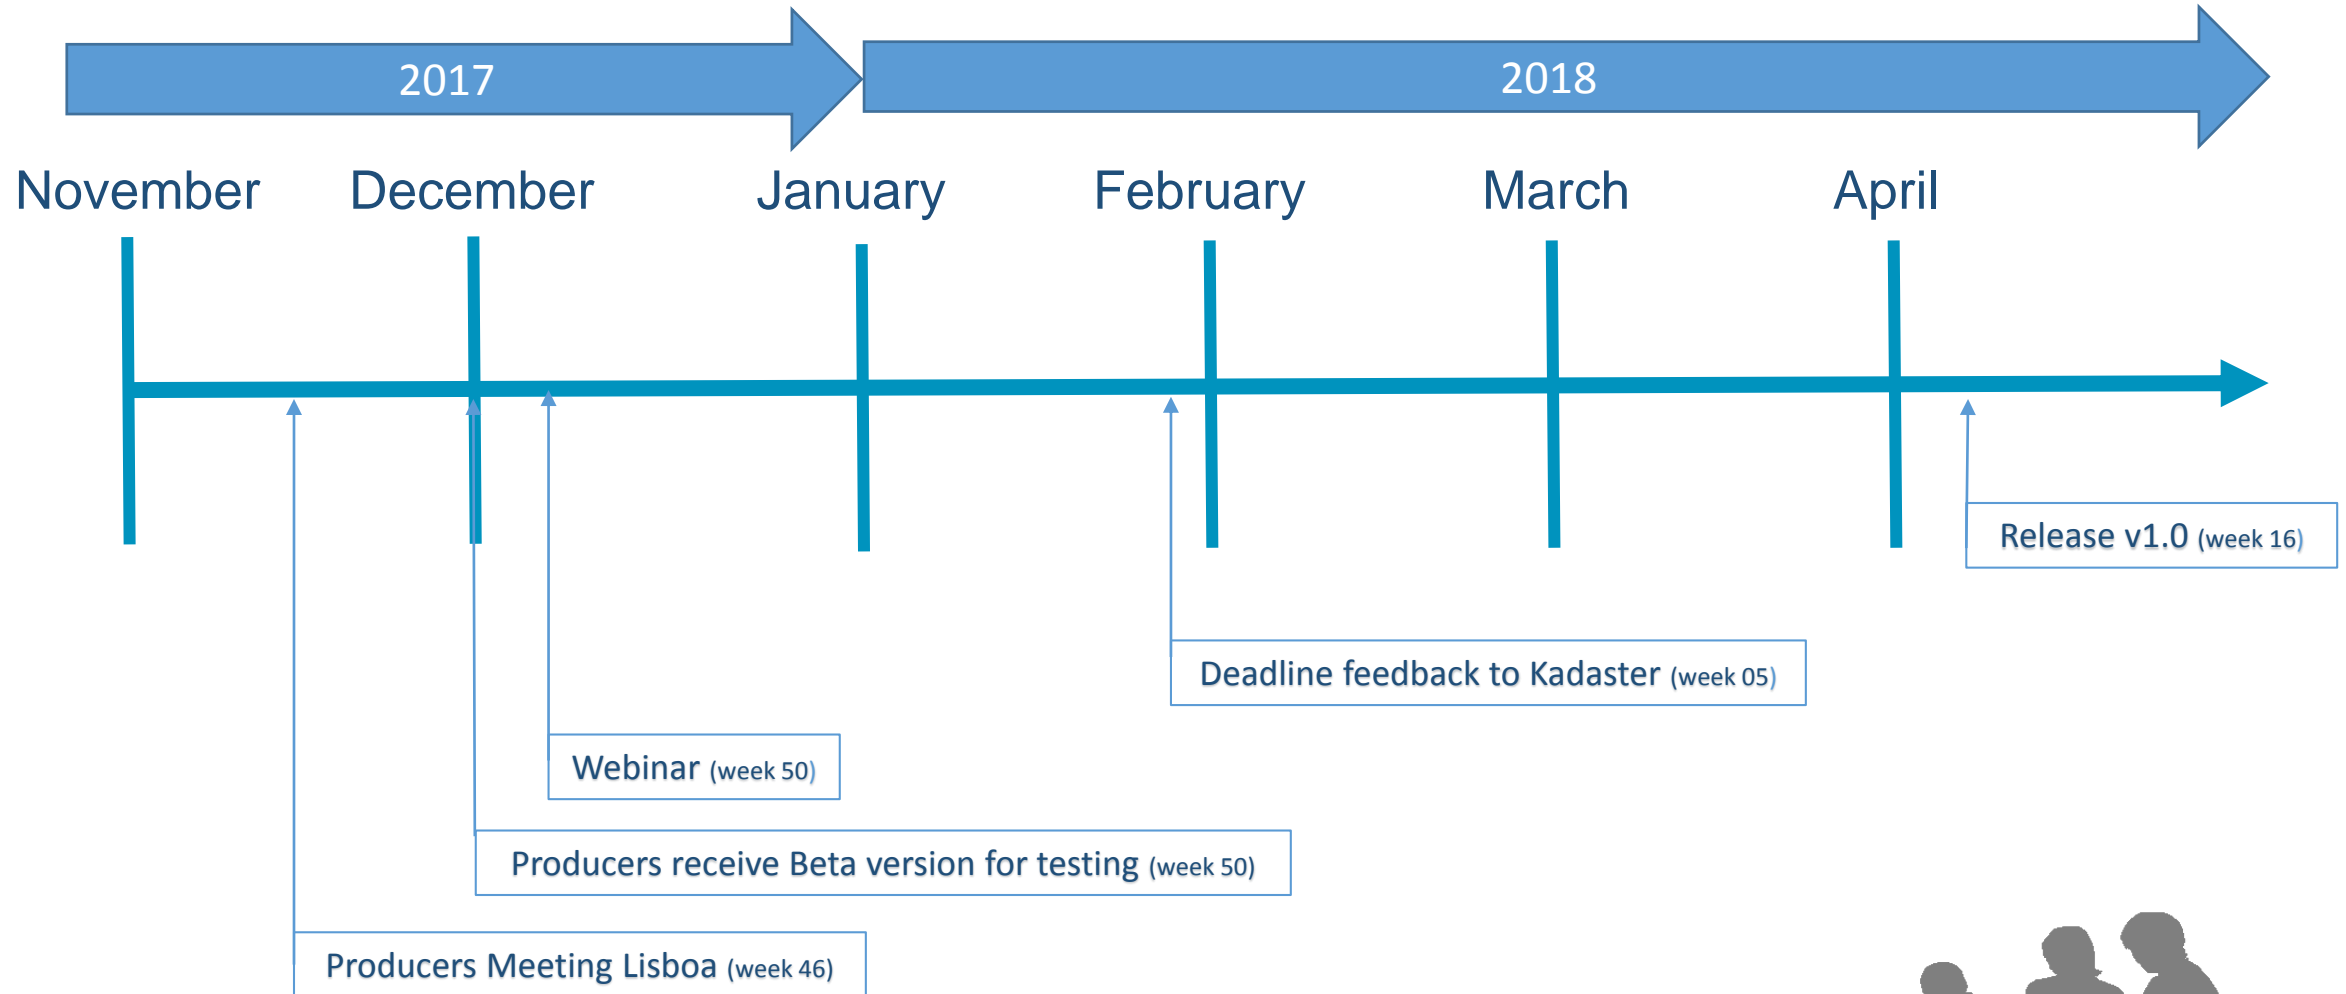 2017
2018
November
December
January
February
March
April
Release v1.0 (week 16)
Deadline feedback to Kadaster (week 05)
Webinar (week 50)
Producers receive Beta version for testing (week 50)
Producers Meeting Lisboa (week 46)